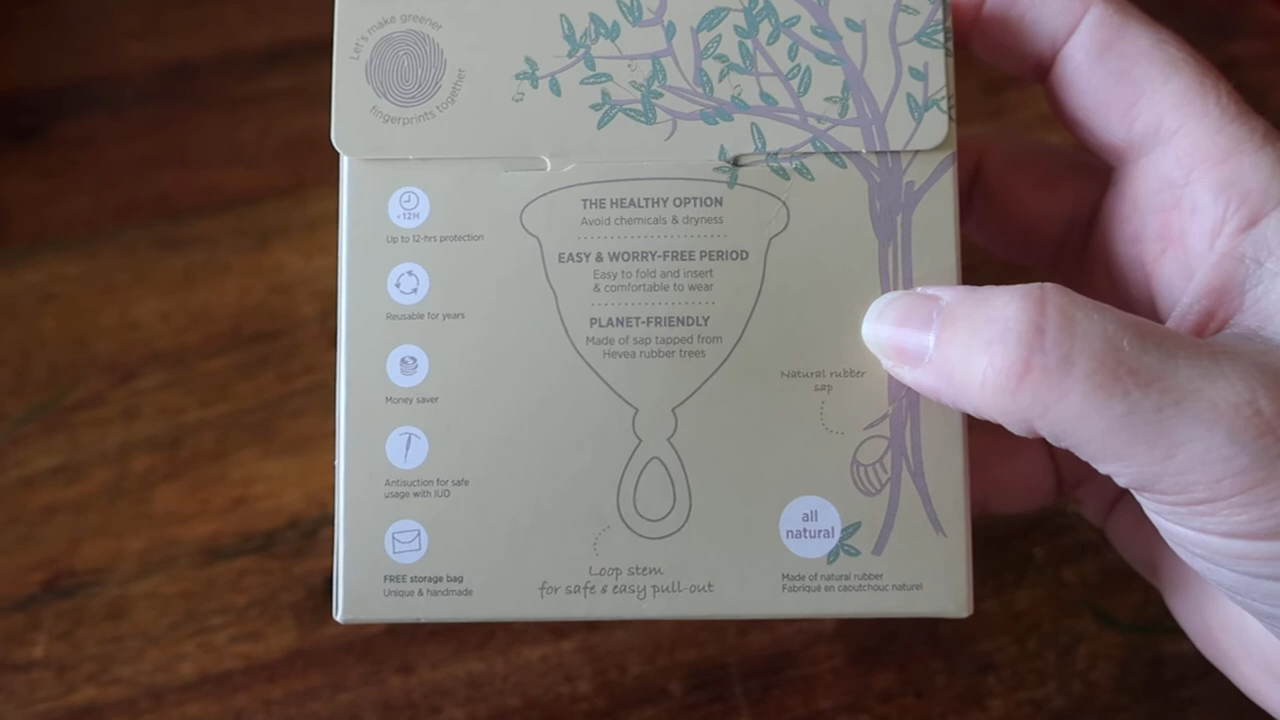 Let's make greener
fingerprints together
<12H
Up to 12-hrs protection
Reusable for years
Money saver
Antisuction for safe
usage with IUD
FREE storage bag
Unique & handmade
THE HEALTHY OPTION
Avoid chemicals & dryness
EASY & WORRY-FREE PERIOD
Easy to fold and insert
& comfortable to wear
PLANET-FRIENDLY
Made of sap tapped from
Hevea rubber trees
Loop stem
for safe & easy pull-out
Natural rubber
sap
all
natural
Made of natural rubber
Fabriqué en caoutchouc naturel